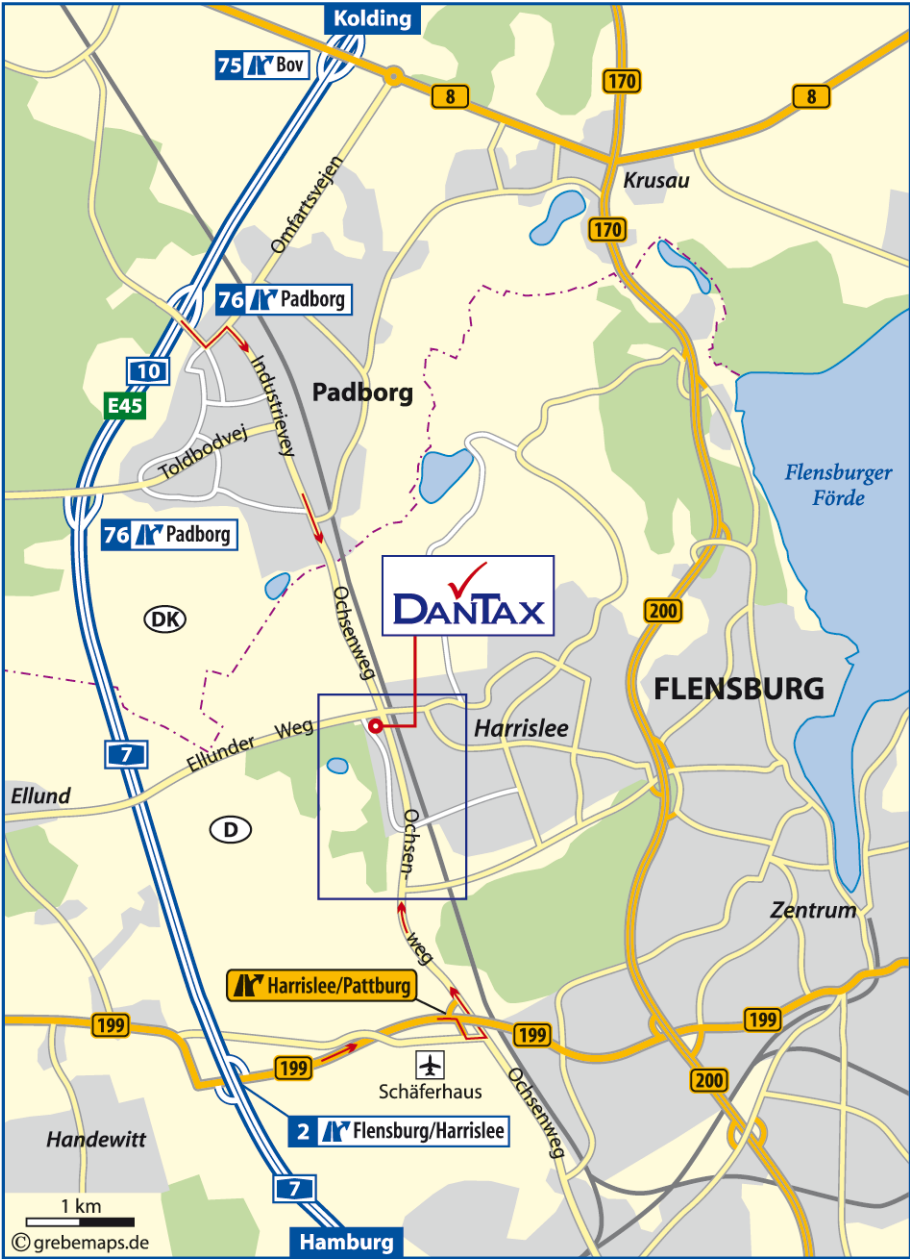 Kolding
75 Bov
170
8
8
Krusau
Omfartsvejen
170
76 Padborg
10
E45
Industrievey
Padborg
Toldbodvej
Flensburger
Förde
76 Padborg
DANTAX
DK
Ochsenweg
200
FLENSBURG
Harrislee
Ellunder Weg
7
Ellund
D
Ochsen-
weg
Zentrum
Harrislee/Pattburg
199
199
199
199
Schäferhaus
Ochsenweg
200
2 Flensburg/Harrislee
Handewitt
7
1 km
© grebemaps.de
Hamburg